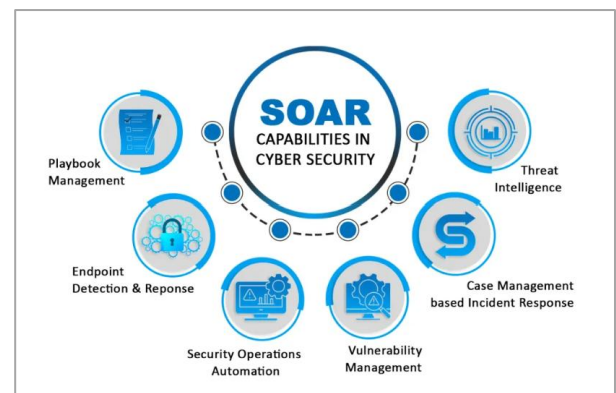 SOAR
CAPABILITIES IN
CYBER SECURITY
Playbook
Management
Endpoint
Detection & Reponse
Security Operations
Automation
Vulnerability
Management
Case Management
based Incident Response
Threat
Intelligence